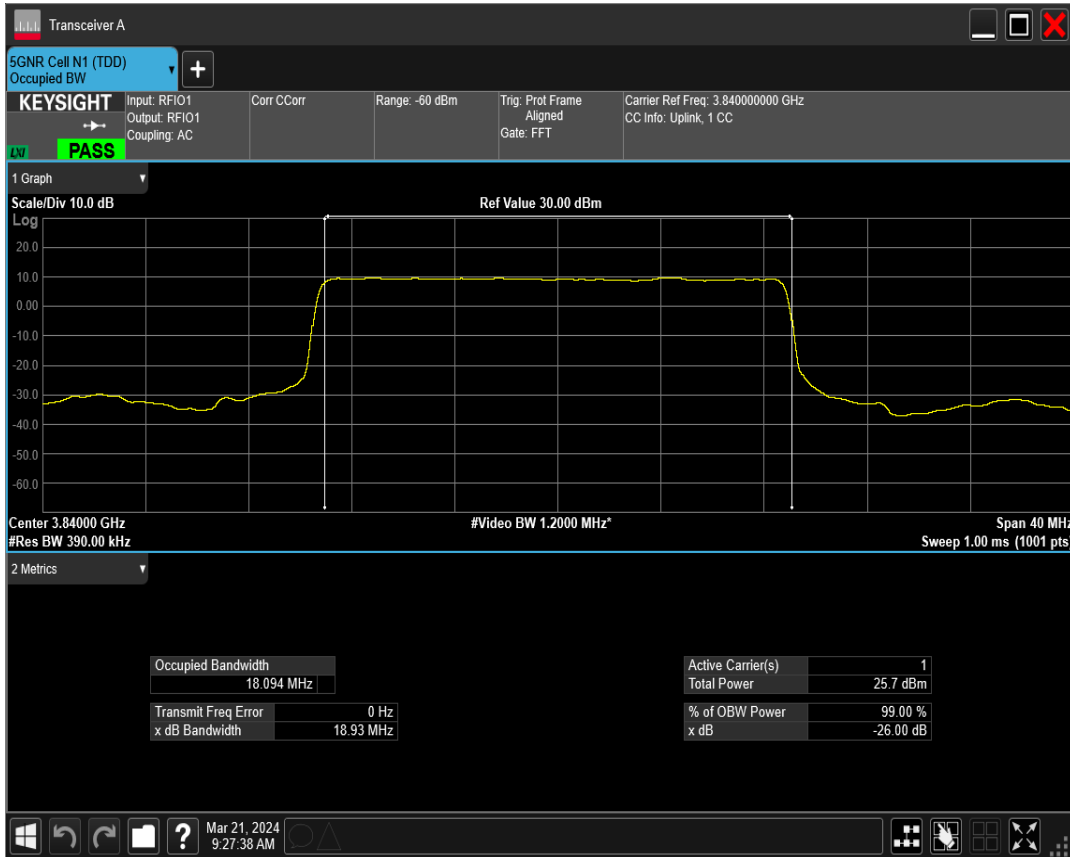 Transceiver A
5GNR Cell N1 (TDD)
Occupied BW
+
KEYSIGHT
LXI
PASS
Input: RFIO1
Output: RFIO1
Coupling: AC
Corr CCorr
Range: -60 dBm
Trig: Prot Frame
Aligned
Gate: FFT
Carrier Ref Freq: 3.840000000 GHz
CC Info: Uplink, 1 CC
1 Graph
Scale/Div 10.0 dB
Ref Value 30.00 dBm
Log
20.0
10.0
0.00
-10.0
-20.0
-30.0
-40.0
-50.0
-60.0
Center 3.84000 GHz
#Video BW 1.2000 MHz*
Span 40 MHz
#Res BW 390.00 kHz
Sweep 1.00 ms (1001 pts)
2 Metrics
Occupied Bandwidth
18.094 MHz
Transmit Freq Error 0 Hz
x dB Bandwidth 18.93 MHz
Active Carrier(s) 1
Total Power 25.7 dBm
% of OBW Power 99.00 %
x dB -26.00 dB
?
Mar 21, 2024
9:27:38 AM